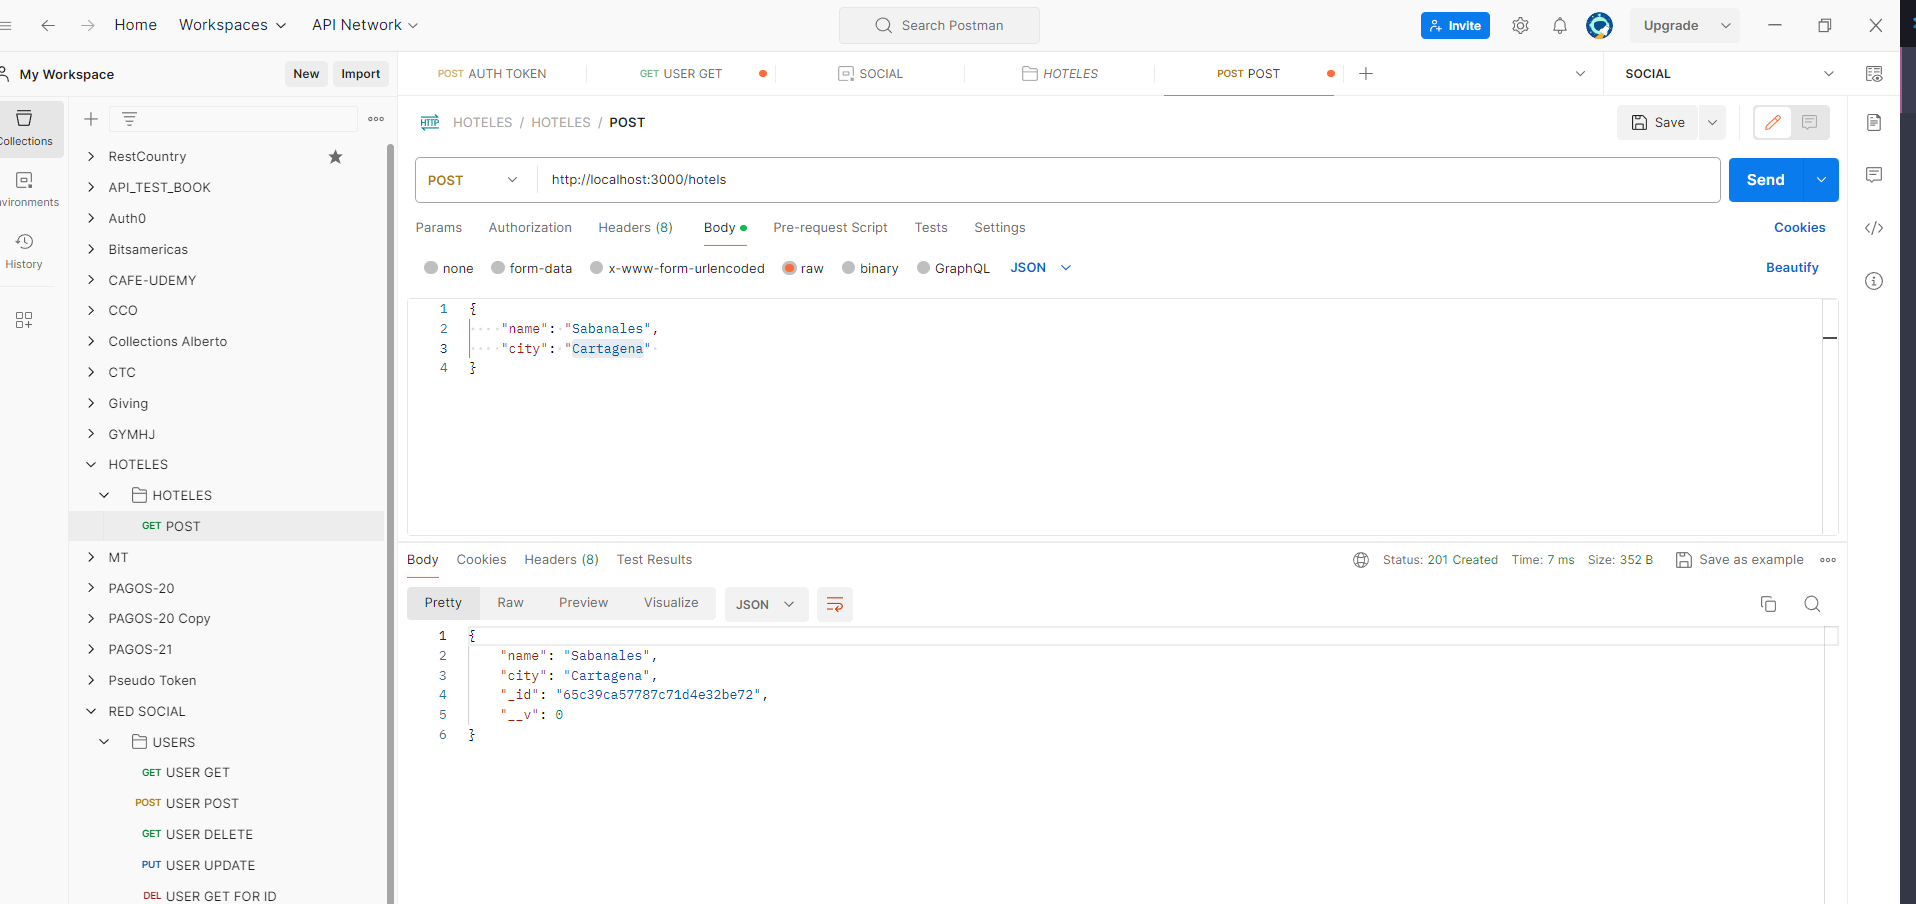 Home Workspaces API Network Search Postman Invite Upgrade
My Workspace New Import
POST AUTH TOKEN GET USER GET SOCIAL HOTELES POST POST SOCIAL
Collections
vironments
History
RestCountry
API_TEST_BOOK
Auth0
Bitsamericas
CAFE-UDEMY
CCO
Collections Alberto
CTC
Giving
GYMHJ
HOTELES
HOTELES
GET POST
MT
PAGOS-20
PAGOS-20 Copy
PAGOS-21
Pseudo Token
RED SOCIAL
USERS
GET USER GET
POST USER POST
GET USER DELETE
PUT USER UPDATE
DEL USER GET FOR ID
HTTP HOTELES / HOTELES / POST Save
POST http://localhost:3000/hotels Send
Params Authorization Headers (8) Body Pre-request Script Tests Settings Cookies
none form-data x-www-form-urlencoded raw binary GraphQL JSON Beautify
1 {
2 "name": "Sabanales",
3 "city": "Cartagena"
4 }
Body Cookies Headers (8) Test Results Status: 201 Created Time: 7 ms Size: 352 B Save as example
Pretty Raw Preview Visualize JSON
1 {
2 "name": "Sabanales",
3 "city": "Cartagena",
4 "_id": "65c39ca57787c71d4e32be72",
5 "__v": 0
6 }